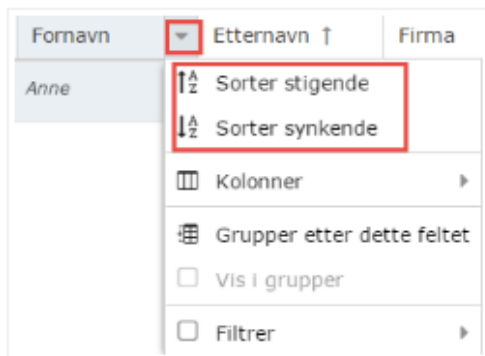 Fornavn Etternavn ↑ Firma
Anne
Sorter stigende
Sorter synkende
Kolonner
Grupper etter dette feltet
Vis i grupper
Filtrer